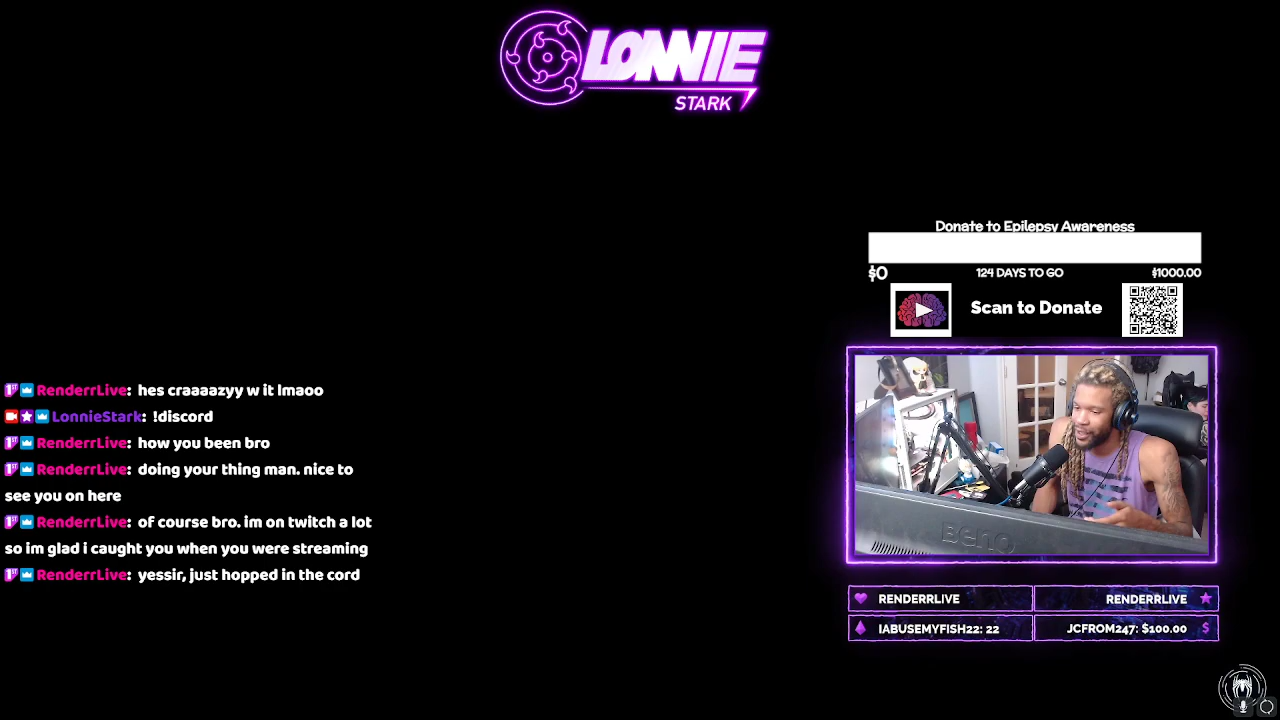 LONNIE
STARK
Donate to Epilepsy Awareness
$0 124 DAYS TO GO $1000.00
Scan to Donate
RenderrLive: hes craaaazyy w it lmaoo
LonnieStark: !discord
RenderrLive: how you been bro
RenderrLive: doing your thing man. nice to
see you on here
RenderrLive: of course bro. im on twitch a lot
so im glad i caught you when you were streaming
RenderrLive: yessir, just hopped in the cord
BenQ
RENDERRLIVE RENDERRLIVE
IABUSEMYFISH22: 22 JCFROM247: $100.00 $